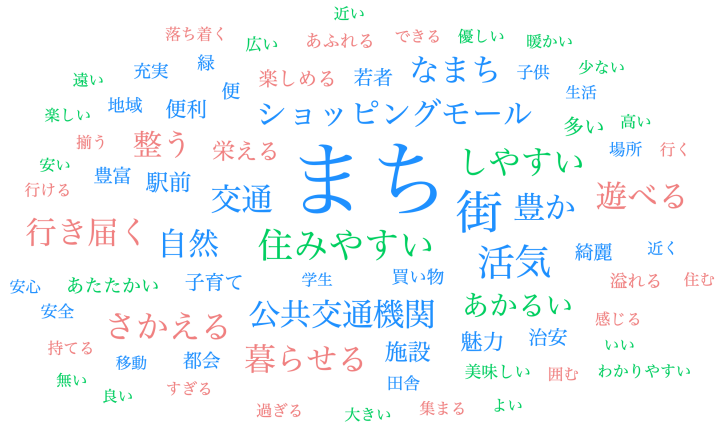 近い
落ち着く 広い あふれる できる 優しい 暖かい
遠い 充実 緑 楽しめる 若者 なまち 子供 少ない
楽しい 地域 便利 便 ショッピングモール 生活
揃う 整う 栄える まち しやすい 多い 高い
安い 豊富 駅前 場所 行く
行ける 交通 街 豊か 遊べる
行き届く 自然 住みやすい 活気 綺麗 近く
安心 あたたかい 子育て 学生 買い物 溢れる 住む
安全 さかえる 公共交通機関 あかるい 感じる
持てる 移動 都会 暮らせる 施設 魅力 治安 いい
無い 良い すぎる 田舎 美味しい 囲む わかりやすい
過ぎる 大きい 集まる よい